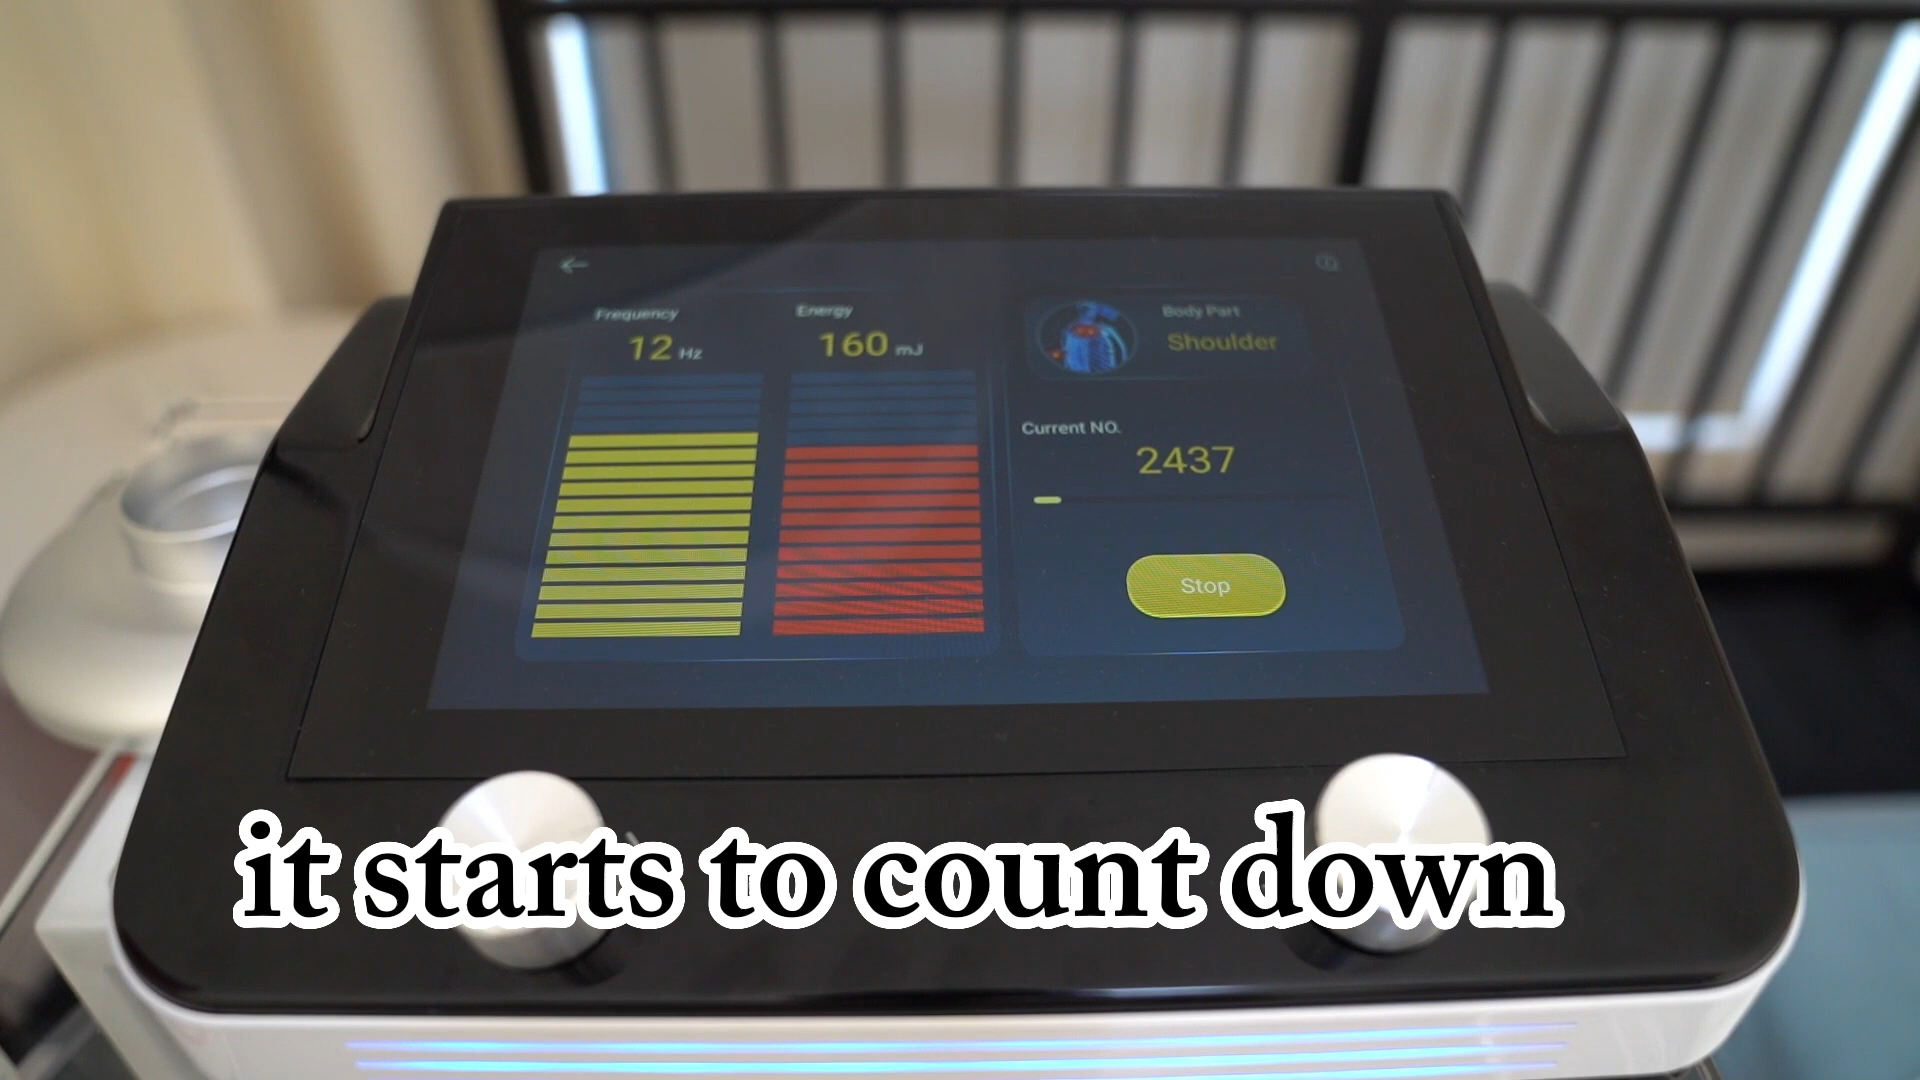 Frequency
12 Hz
Energy
160 mJ
Body Part
Shoulder
Current NO.
2437
Stop
it starts to count down